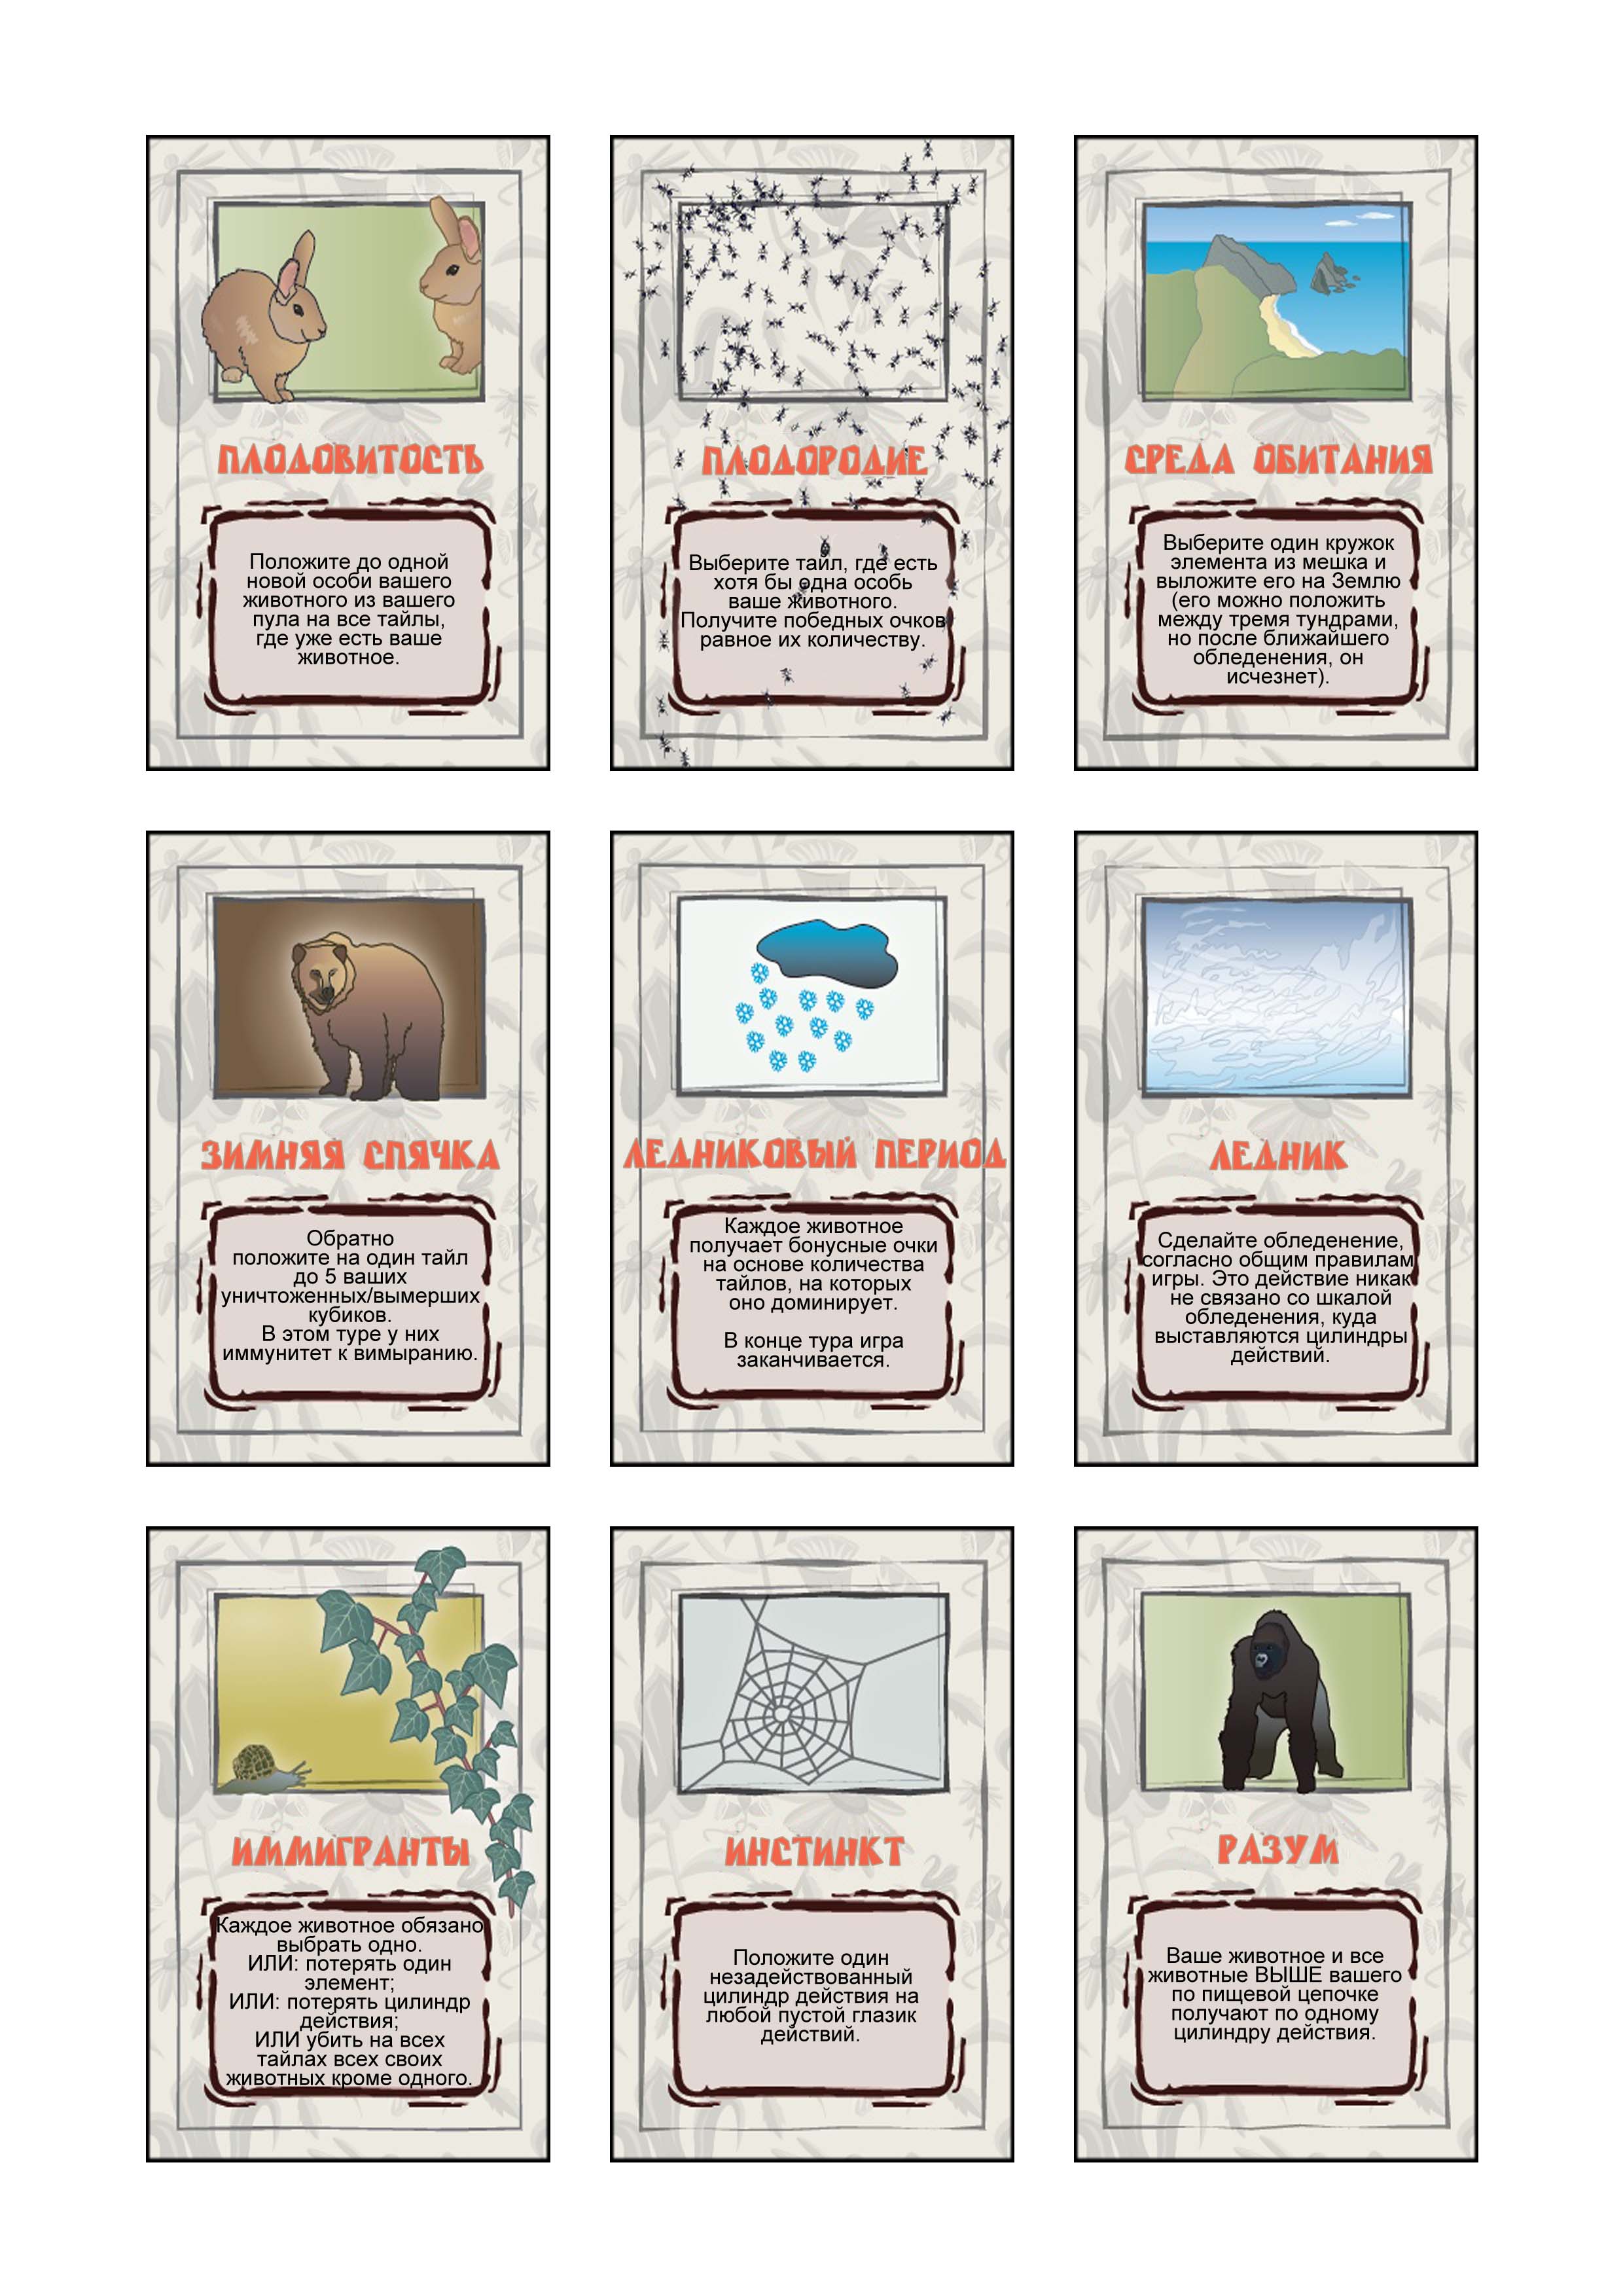 ПЛОДОВИТОСТЬ
Положите до одной
новой особи вашего
животного из вашего
пула на все тайлы,
где уже есть ваше
животное.
ПЛОДОРОДИЕ
Выберите тайл, где есть
хотя бы одна особь
ваше животного.
Получите победных очков
равное их количеству.
СРЕДА ОБИТАНИЯ
Выберите один кружок
элемента из мешка и
выложите его на Землю
(его можно положить
между тремя тундрами,
но после ближайшего
обледенения, он
исчезнет).
ЗИМНЯЯ СПЯЧКА
Обратно
положите на один тайл
до 5 ваших
уничтоженных/вымерших
кубиков.
В этом туре у них
иммунитет к вимыранию.
ЛЕДНИКОВЫЙ ПЕРИОД
Каждое животное
получает бонусные очки
на основе количества
тайлов, на которых
оно доминирует.
В конце тура игра
заканчивается.
ЛЕДНИК
Сделайте обледенение,
согласно общим правилам
игры. Это действие никак
не связано со шкалой
обледенения, куда
выставляются цилиндры
действий.
ИММИГРАНТЫ
Каждое животное обязано
выбрать одно.
ИЛИ: потерять один
элемент;
ИЛИ: потерять цилиндр
действия;
ИЛИ убить на всех
тайлах всех своих
животных кроме одного.
ИНСТИНКТ
Положите один
незадействованный
цилиндр действия на
любой пустой глазик
действий.
РАЗУМ
Ваше животное и все
животные ВЫШЕ вашего
по пищевой цепочке
получают по одному
цилиндру действия.